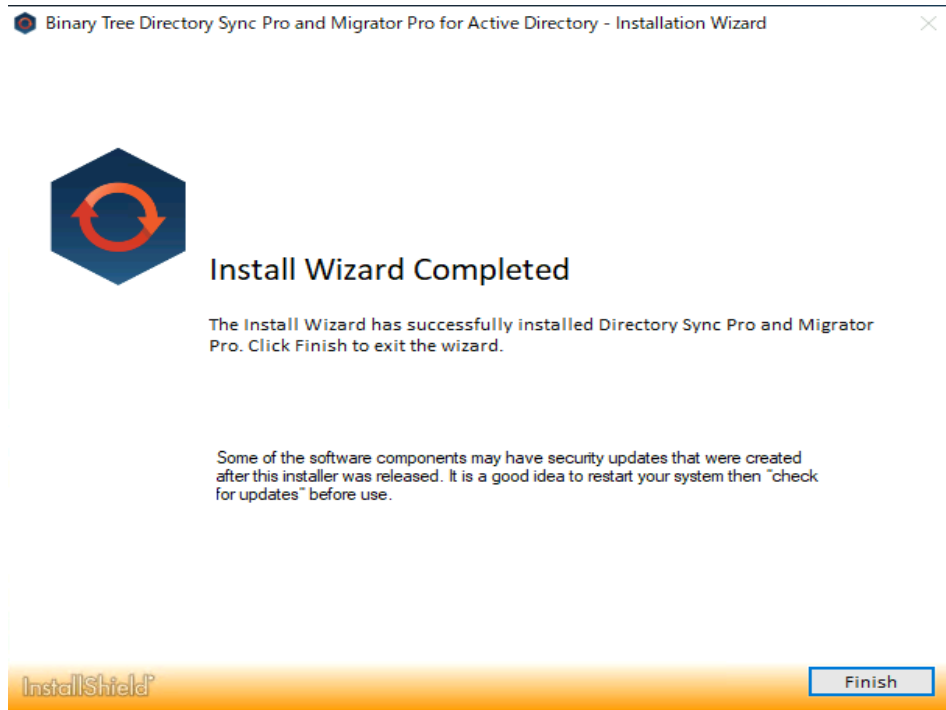 Binary Tree Directory Sync Pro and Migrator Pro for Active Directory - Installation Wizard
Install Wizard Completed
The Install Wizard has successfully installed Directory Sync Pro and Migrator
Pro. Click Finish to exit the wizard.
Some of the software components may have security updates that were created
after this installer was released. It is a good idea to restart your system then "check
for updates" before use.
InstallShield®
Finish